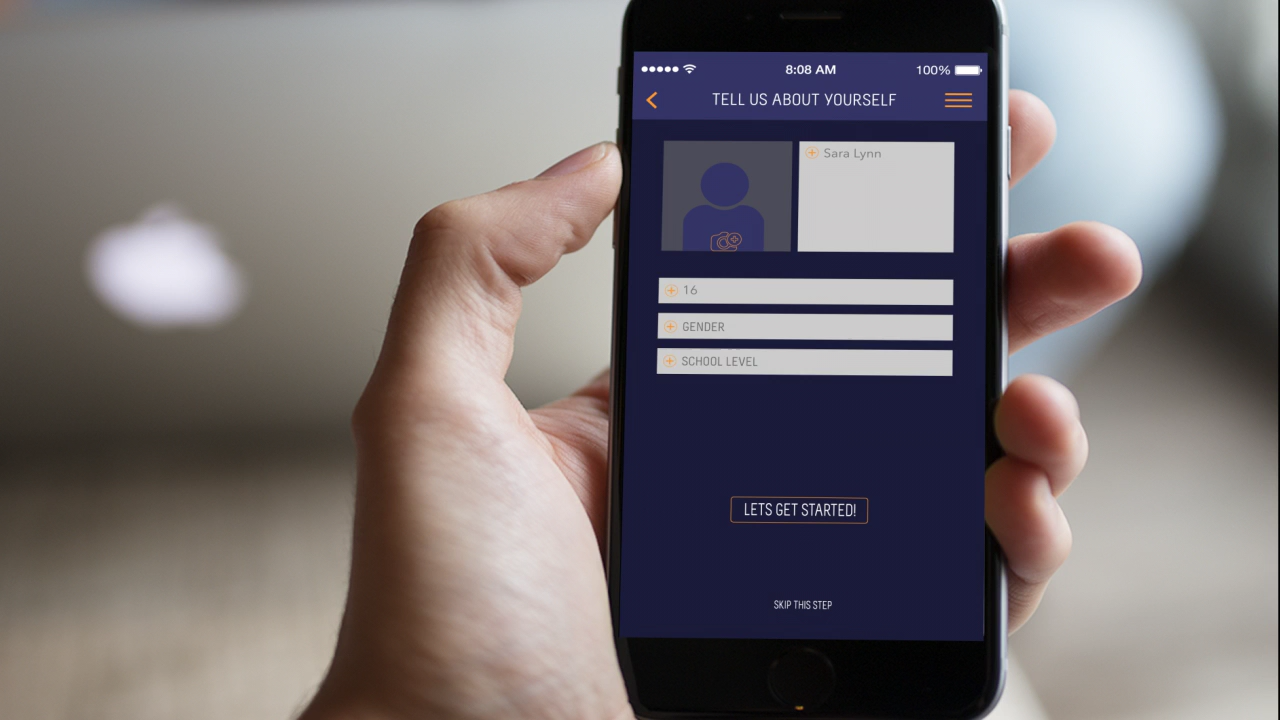 8:08 AM 100%
TELL US ABOUT YOURSELF
Sara Lynn
16
GENDER
SCHOOL LEVEL
LETS GET STARTED!
SKIP THIS STEP